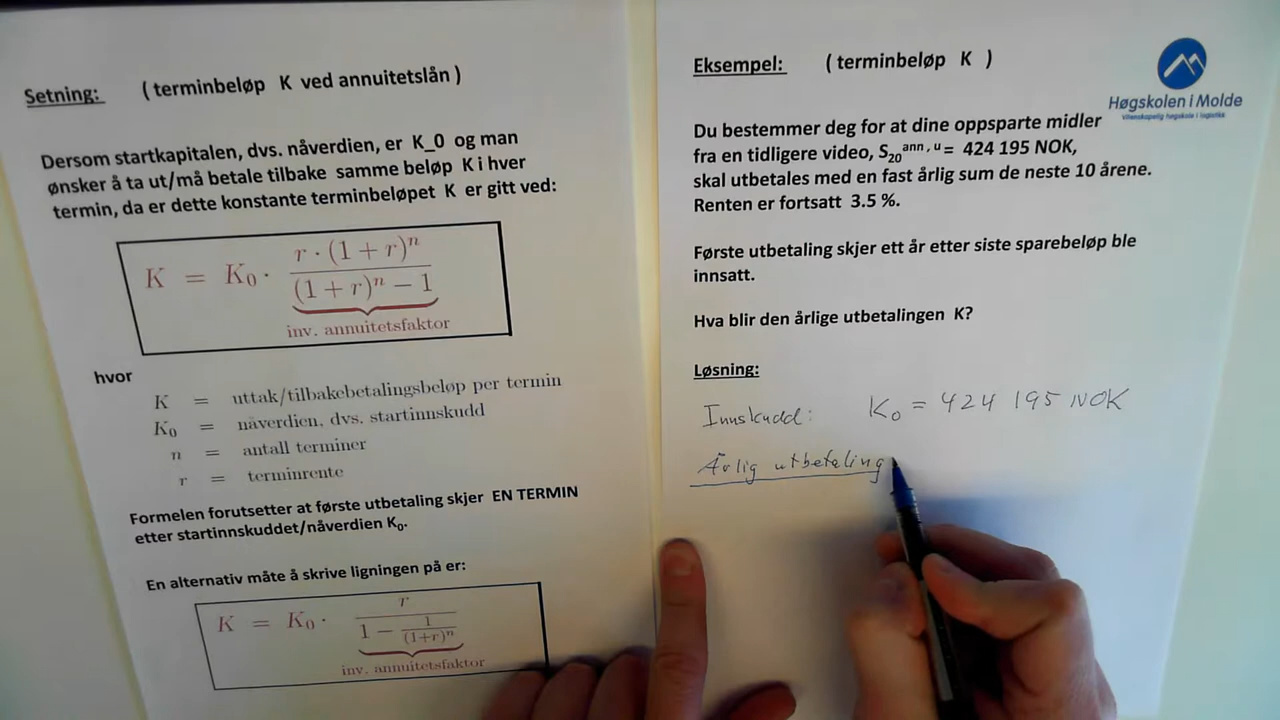 Setning: ( terminbeløp K ved annuitetslån )
Dersom startkapitalen, dvs. nåverdien, er K_0 og man
ønsker å ta ut/må betale tilbake samme beløp K i hver
termin, da er dette konstante terminbeløpet K er gitt ved:
K = K₀ · r · (1 + r)ⁿ / (1 + r)ⁿ − 1
inv. annuitetsfaktor
hvor
K = uttak/tilbakebetalingsbeløp per termin
K₀ = nåverdien, dvs. startinnskudd
n = antall terminer
r = terminrente
Formelen forutsetter at første utbetaling skjer EN TERMIN
etter startinnskuddet/nåverdien K₀.
En alternativ måte å skrive ligningen på er:
K = K₀ · r / 1 − 1/(1+r)ⁿ
inv. annuitetsfaktor
Eksempel: ( terminbeløp K )
Høgskolen i Molde
Vitenskapelig høgskole i logistikk
Du bestemmer deg for at dine oppsparte midler
fra en tidligere video, S₂₀ᵃⁿⁿ·ᵘ = 424 195 NOK,
skal utbetales med en fast årlig sum de neste 10 årene.
Renten er fortsatt 3.5 %.
Første utbetaling skjer ett år etter siste sparebeløp ble
innsatt.
Hva blir den årlige utbetalingen K?
Løsning:
Innskudd: K₀ = 424 195 NOK
Årlig utbetaling